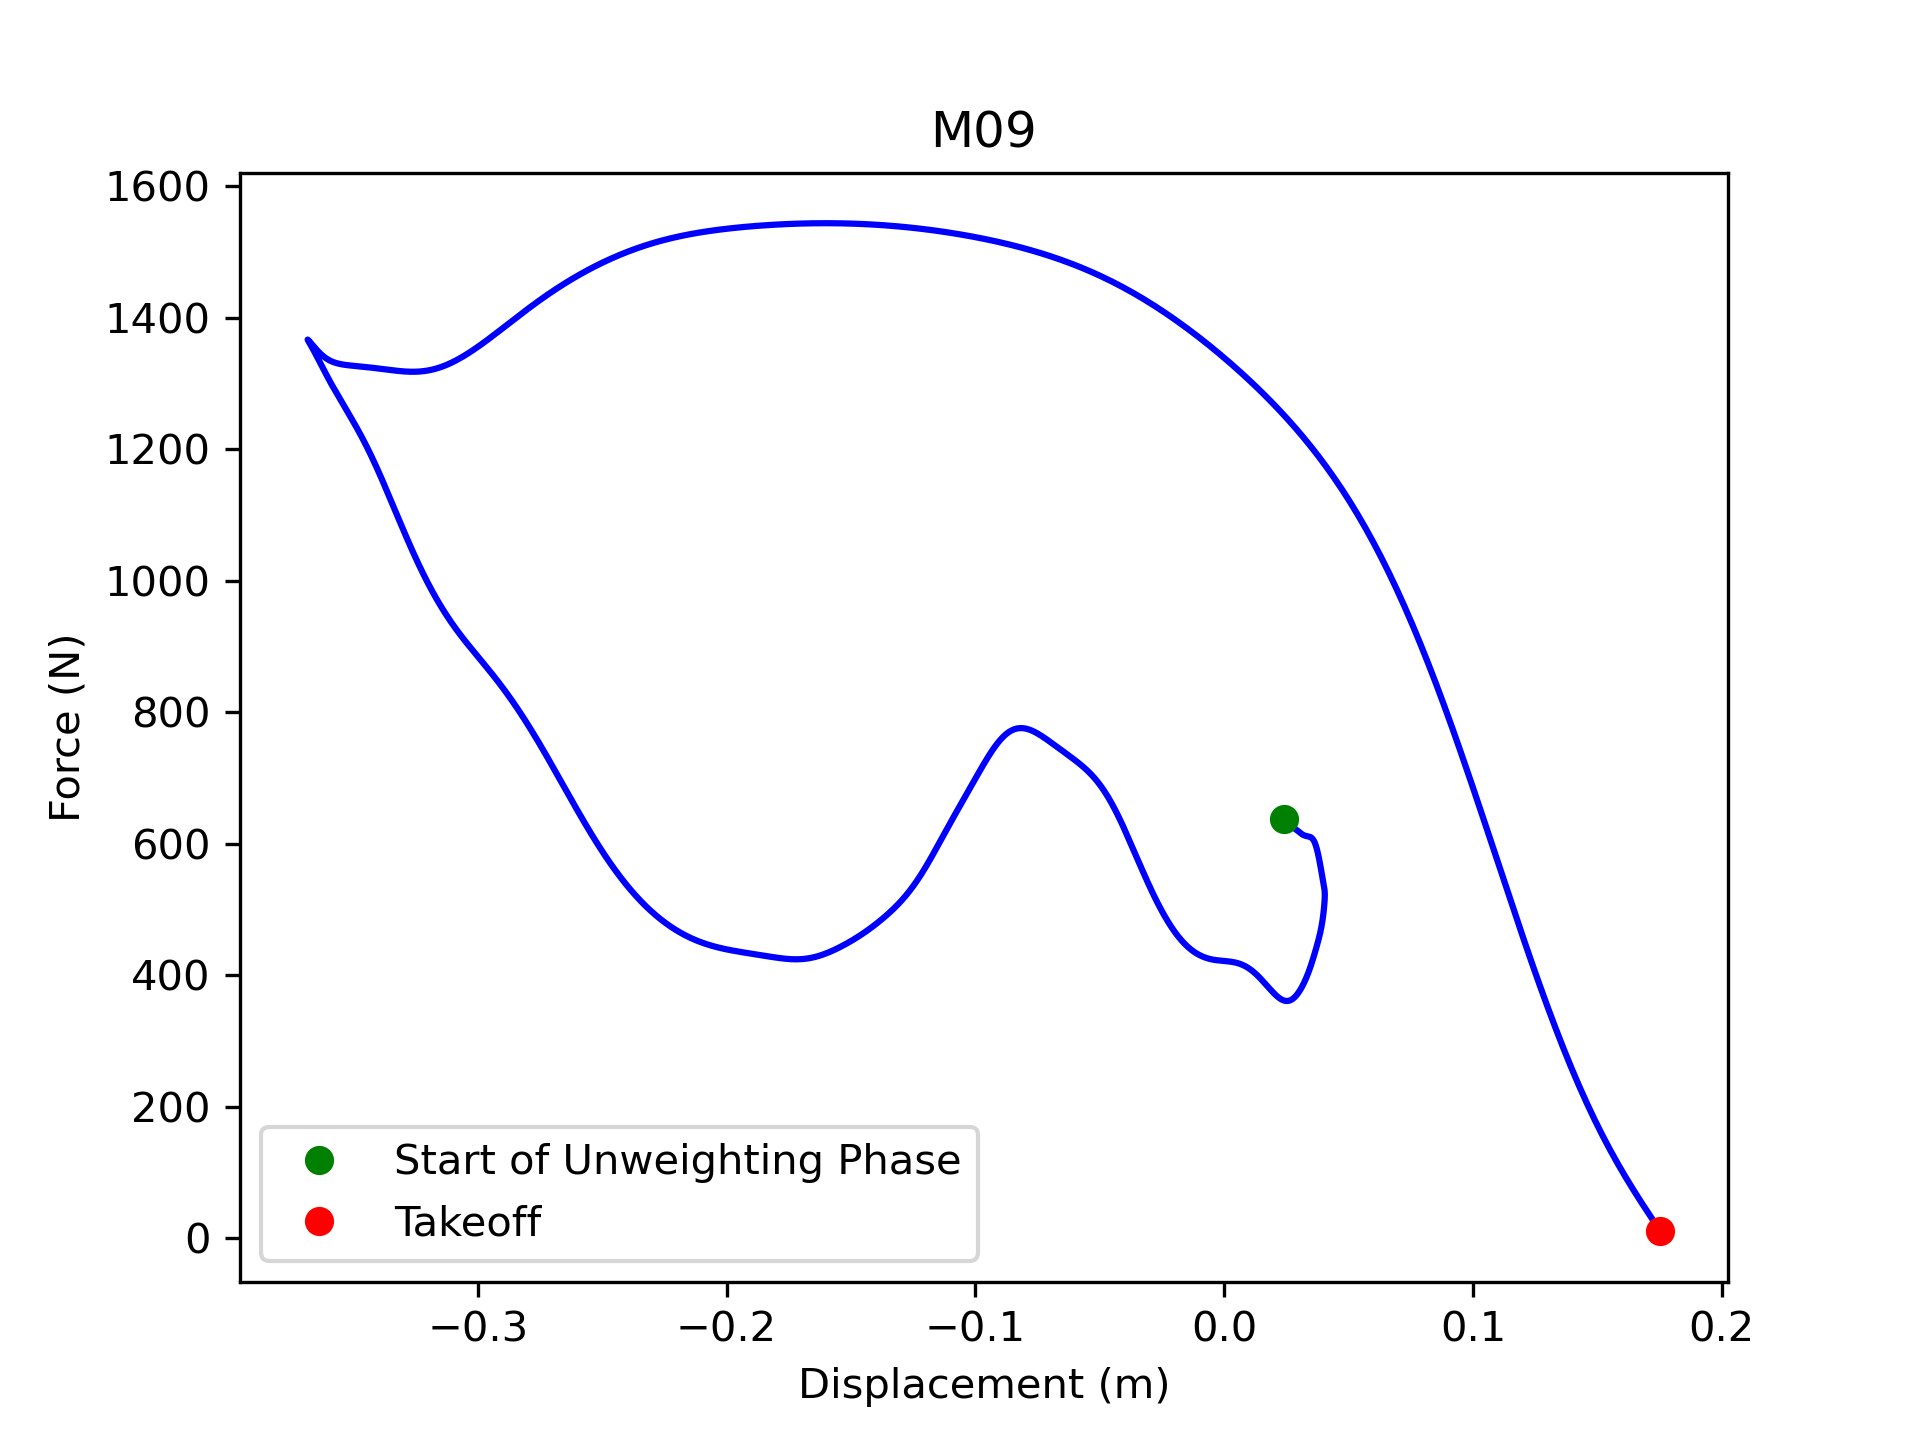 M09
1600
1400
1200
1000
800
600
400
200
0
Force (N)
Start of Unweighting Phase
Takeoff
−0.3 −0.2 −0.1 0.0 0.1 0.2
Displacement (m)